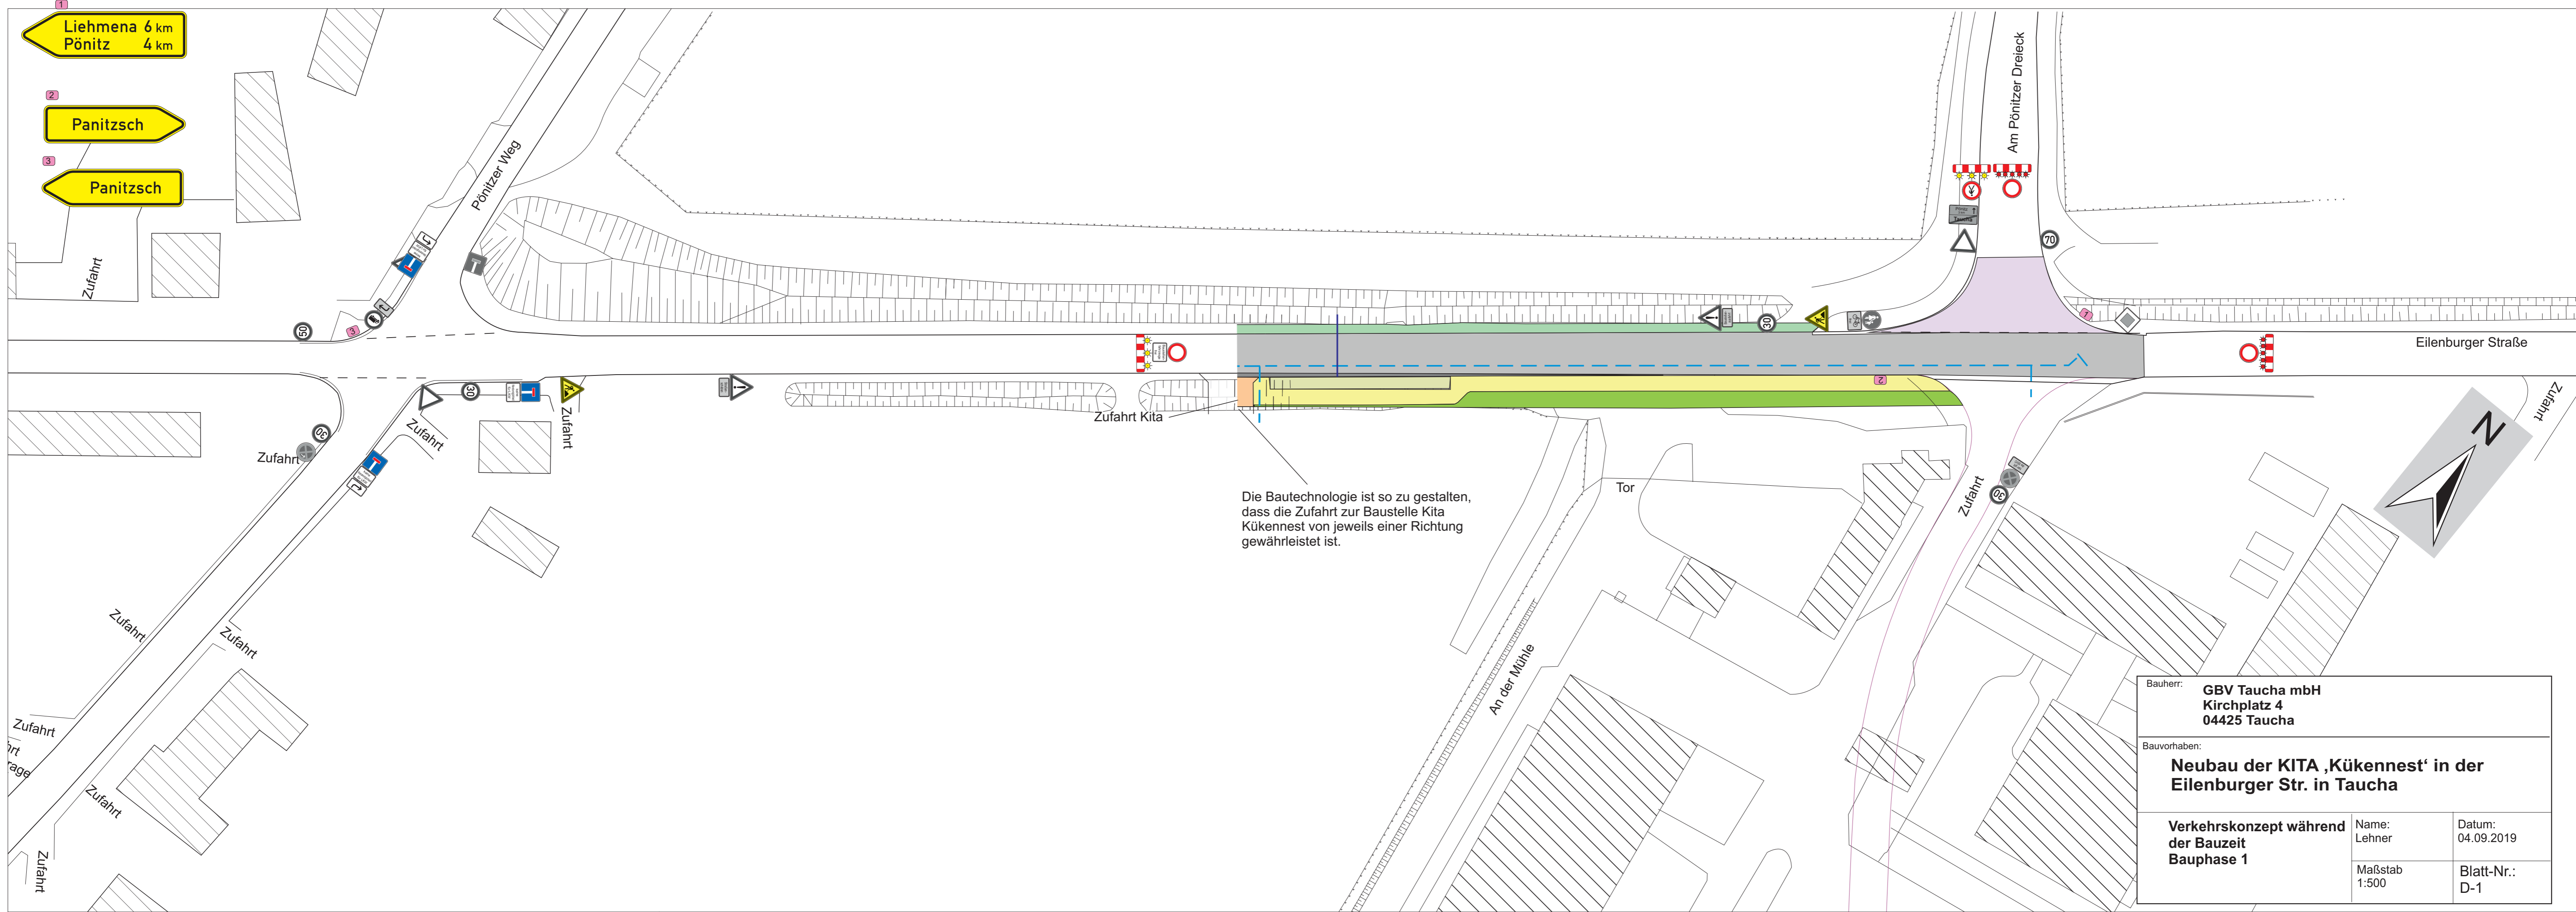 1
Liehmena 6 km
Pönitz 4 km
2
Panitzsch
3
Panitzsch
Zufahrt
Pönitzer Weg
Am Pönitzer Dreieck
50
3
70
30
1
Eilenburger Straße
30
2
Zufahrt
Zufahrt
Zufahrt
30
Zufahrt
Zufahrt Kita
Zufahrt
N
Die Bautechnologie ist so zu gestalten,
dass die Zufahrt zur Baustelle Kita
Kükennest von jeweils einer Richtung
gewährleistet ist.
Tor
Zufahrt
30
An der Mühle
Zufahrt
Zufahrt
Zufahrt
hrt
rage
Zufahrt
Zufahrt
Bauherr:
GBV Taucha mbH
Kirchplatz 4
04425 Taucha
Bauvorhaben:
Neubau der KITA ‚Kükennest‘ in der
Eilenburger Str. in Taucha
Verkehrskonzept während
der Bauzeit
Bauphase 1
Name:
Lehner
Datum:
04.09.2019
Maßstab
1:500
Blatt-Nr.:
D-1